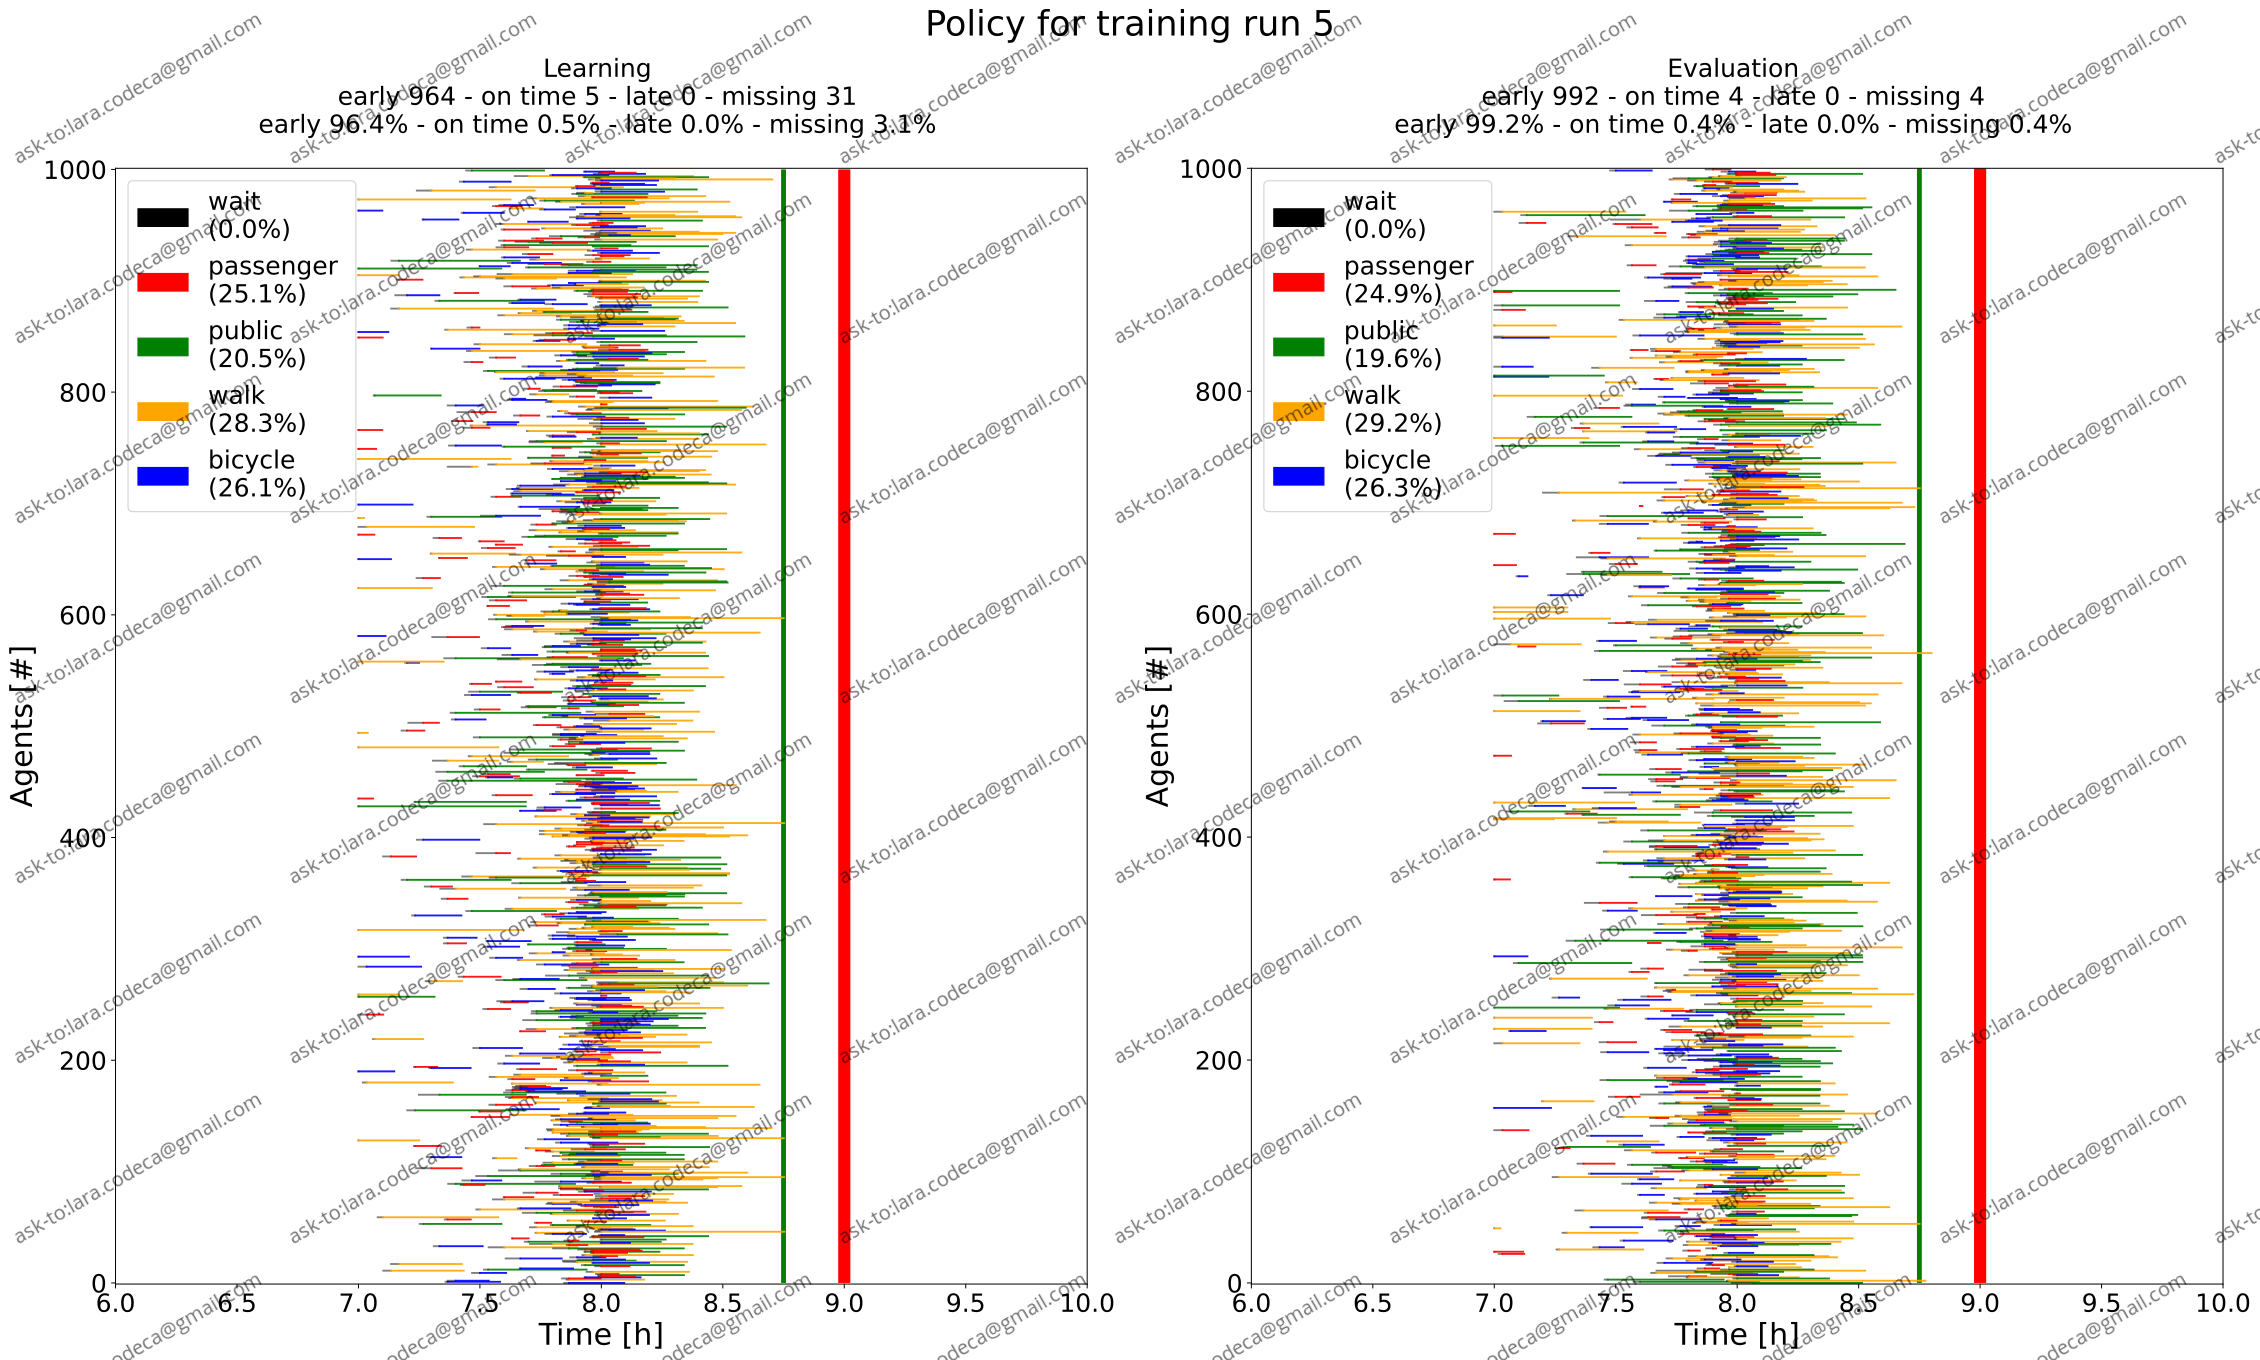 Policy for training run 5
Learning
early 964 - on time 5 - late 0 - missing 31
early 96.4% - on time 0.5% - late 0.0% - missing 3.1%
wait
(0.0%)
passenger
(25.1%)
public
(20.5%)
walk
(28.3%)
bicycle
(26.1%)
1000
800
600
400
200
0
Agents [#]
6.0 6.5 7.0 7.5 8.0 8.5 9.0 9.5 10.0
Time [h]
Evaluation
early 992 - on time 4 - late 0 - missing 4
early 99.2% - on time 0.4% - late 0.0% - missing 0.4%
wait
(0.0%)
passenger
(24.9%)
public
(19.6%)
walk
(29.2%)
bicycle
(26.3%)
1000
800
600
400
200
0
Agents [#]
6.0 6.5 7.0 7.5 8.0 8.5 9.0 9.5 10.0
Time [h]
ask-to:lara.codeca@gmail.com